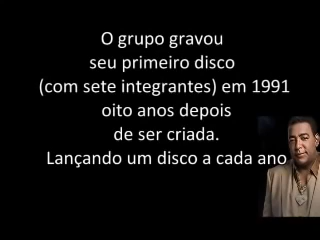 O grupo gravou
seu primeiro disco
(com sete integrantes) em 1991
oito anos depois
de ser criada.
Lançando um disco a cada ano